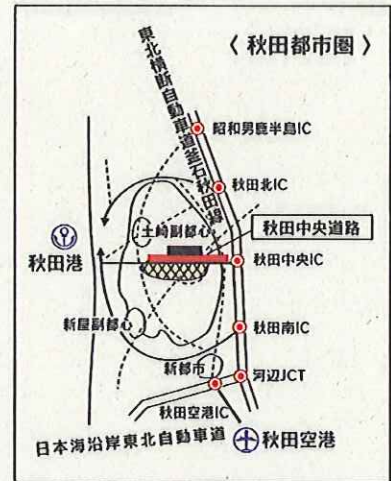 〈 秋田都市圏 〉
東北横断自動車道釜石秋田線
昭和男鹿半島IC
秋田北IC
土崎副都心
秋田中央道路
秋田港
秋田中央IC
新屋副都心
秋田南IC
新都市
河辺JCT
秋田空港IC
日本海沿岸東北自動車道
秋田空港